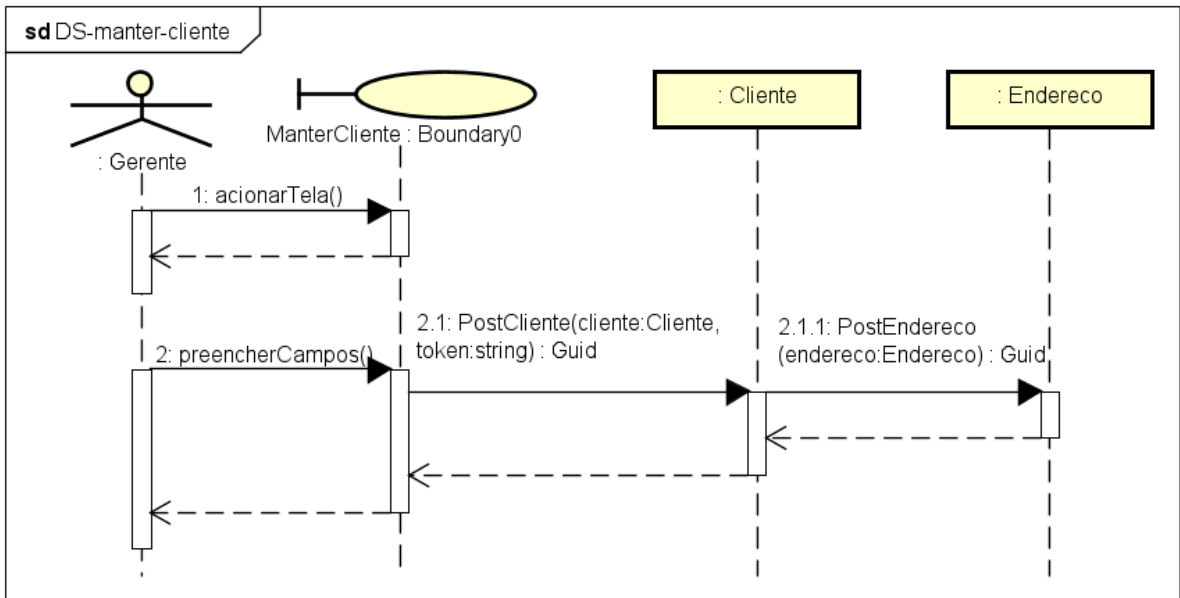 sd DS-manter-cliente
: Gerente
ManterCliente : Boundary0
: Cliente
: Endereco
1: acionarTela()
2: preencherCampos()
2.1: PostCliente(cliente:Cliente,
token:string) : Guid
2.1.1: PostEndereco
(endereco:Endereco) : Guid